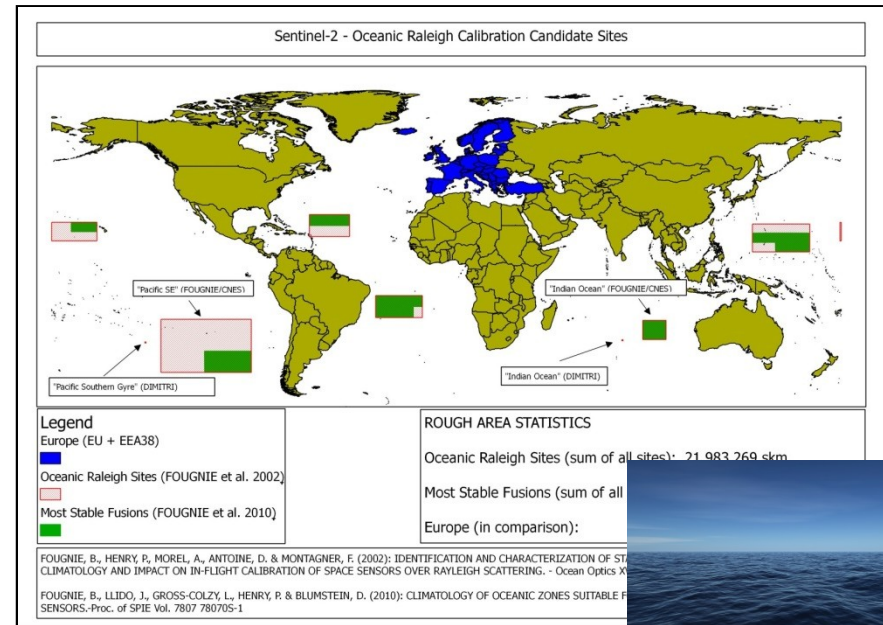 Sentinel-2 - Oceanic Raleigh Calibration Candidate Sites
"Pacific SE" (FOUGNIE/CNES)
"Indian Ocean" (FOUGNIE/CNES)
"Pacific Southern Gyre" (DIMITRI)
"Indian Ocean" (DIMITRI)
Legend
Europe (EU + EEA38)
Oceanic Raleigh Sites (FOUGNIE et al. 2002)
Most Stable Fusions (FOUGNIE et al. 2010)
ROUGH AREA STATISTICS
Oceanic Raleigh Sites (sum of all sites): 21,983,269 skm
Most Stable Fusions (sum of all
Europe (in comparison):
FOUGNIE, B., HENRY, P., MOREL, A., ANTOINE, D. & MONTAGNER, F. (2002): IDENTIFICATION AND CHARACTERIZATION OF
CLIMATOLOGY AND IMPACT ON IN-FLIGHT CALIBRATION OF SPACE SENSORS OVER RAYLEIGH SCATTERING. - Ocean Optics
FOUGNIE, B., LLIDO, J., GROSS-COLZY, L., HENRY, P. & BLUMSTEIN, D. (2010): CLIMATOLOGY OF OCEANIC ZONES SUITABLE
SENSORS.-Proc. of SPIE Vol. 7807 78070S-1